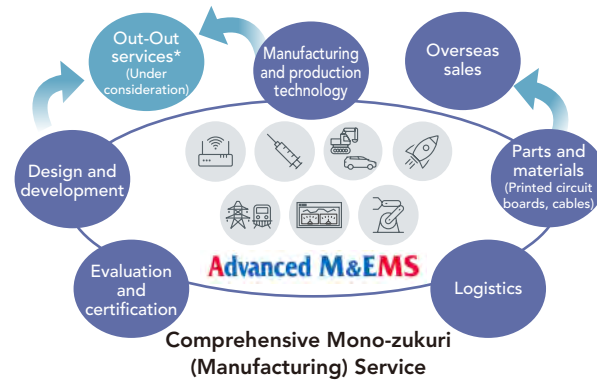 Out-Out
services*
(Under
consideration)
Manufacturing
and production
technology
Overseas
sales
Design and
development
Parts and
materials
(Printed circuit
boards, cables)
Evaluation
and
certification
Advanced M&EMS
Logistics
Comprehensive Mono-zukuri
(Manufacturing) Service